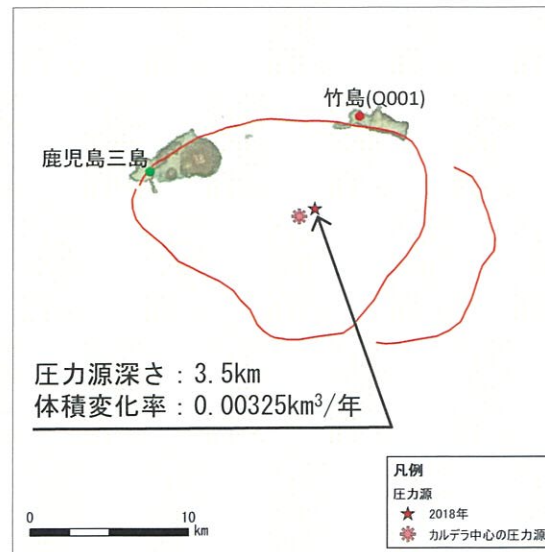 竹島(Q001)
鹿児島三島
圧力源深さ：3.5km
体積変化率：0.00325km³/年
凡例
圧力源
2018年
カルデラ中心の圧力源
0 10
km